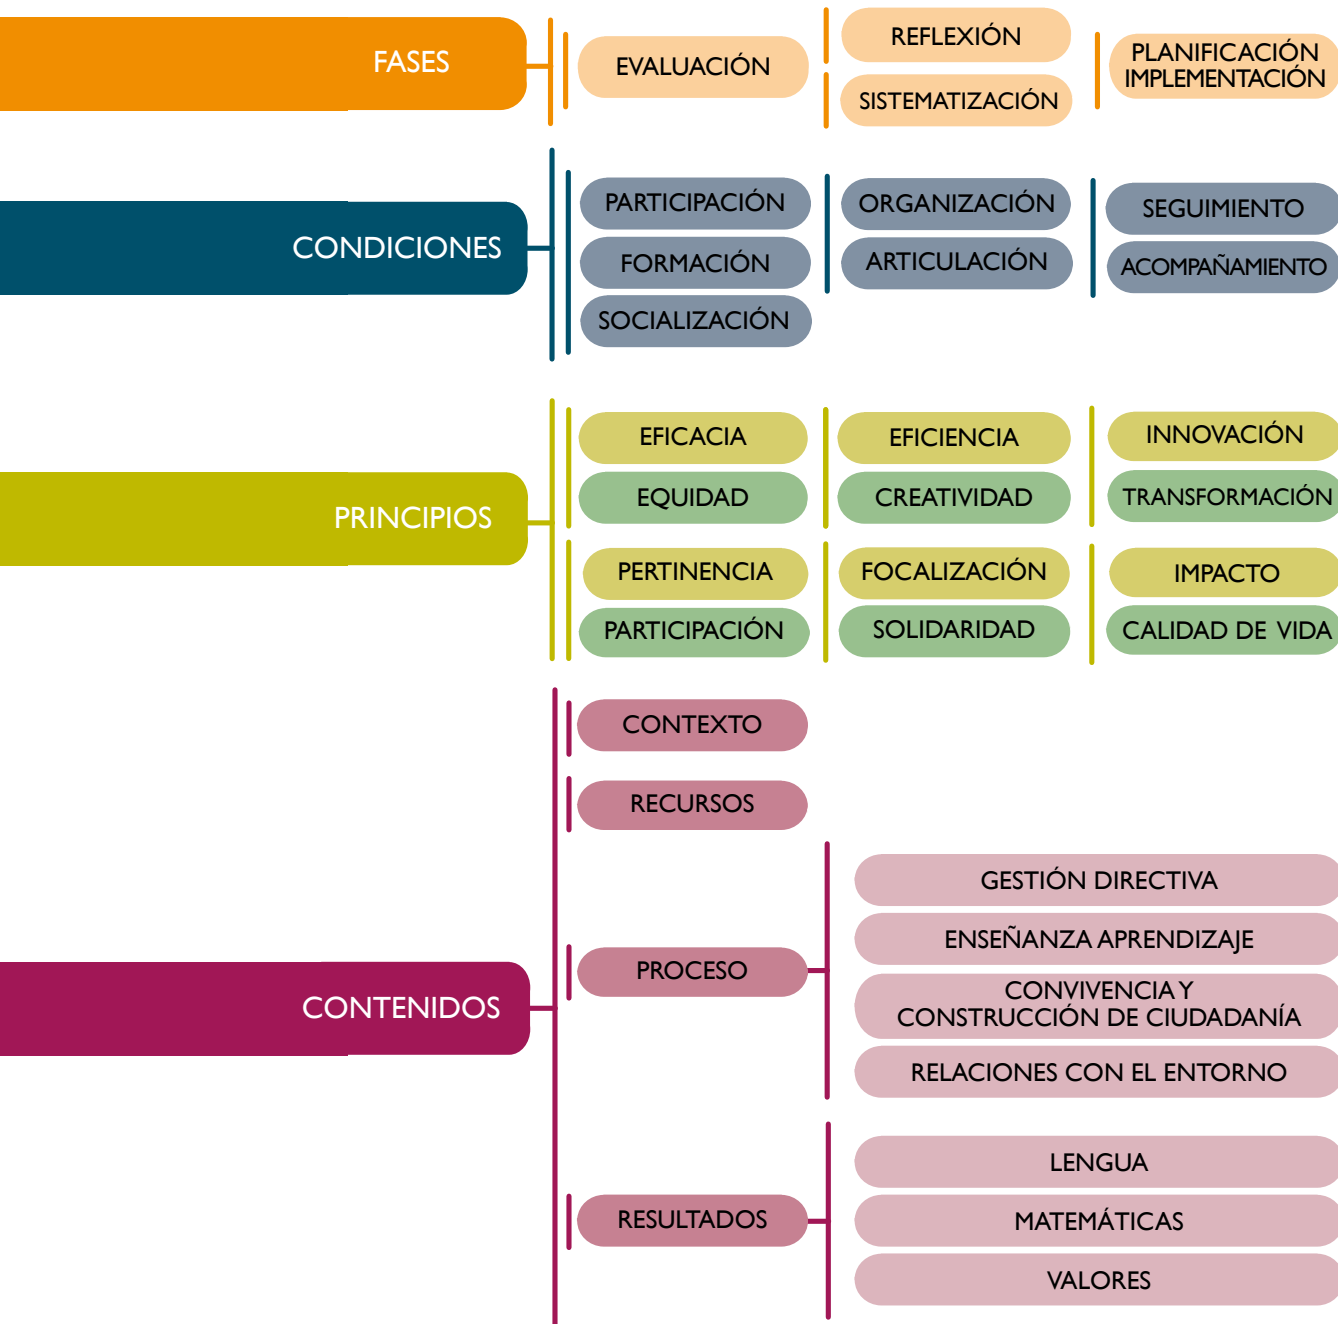 FASES
EVALUACIÓN
REFLEXIÓN
SISTEMATIZACIÓN
PLANIFICACIÓN
IMPLEMENTACIÓN
CONDICIONES
PARTICIPACIÓN
FORMACIÓN
SOCIALIZACIÓN
ORGANIZACIÓN
ARTICULACIÓN
SEGUIMIENTO
ACOMPAÑAMIENTO
PRINCIPIOS
EFICACIA
EQUIDAD
EFICIENCIA
CREATIVIDAD
INNOVACIÓN
TRANSFORMACIÓN
PERTINENCIA
PARTICIPACIÓN
FOCALIZACIÓN
SOLIDARIDAD
IMPACTO
CALIDAD DE VIDA
CONTENIDOS
CONTEXTO
RECURSOS
PROCESO
GESTIÓN DIRECTIVA
ENSEÑANZA APRENDIZAJE
CONVIVENCIA Y
CONSTRUCCIÓN DE CIUDADANÍA
RELACIONES CON EL ENTORNO
RESULTADOS
LENGUA
MATEMÁTICAS
VALORES